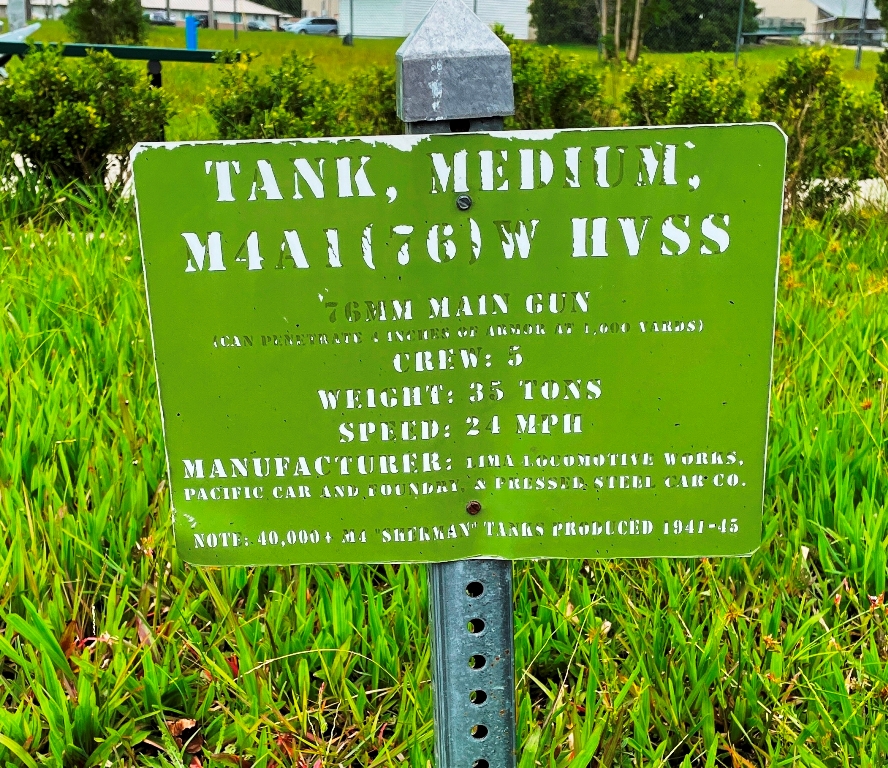 TANK, MEDIUM,
M4A1(76)W HVSS
76MM MAIN GUN
(CAN PENETRATE 4 INCHES OF ARMOR AT 1,000 YARDS)
CREW: 5
WEIGHT: 35 TONS
SPEED: 24 MPH
MANUFACTURER: LIMA LOCOMOTIVE WORKS,
PACIFIC CAR AND FOUNDRY, & PRESSED STEEL CAR CO.
NOTE: 40,000+ M4 "SHERMAN" TANKS PRODUCED 1941-45